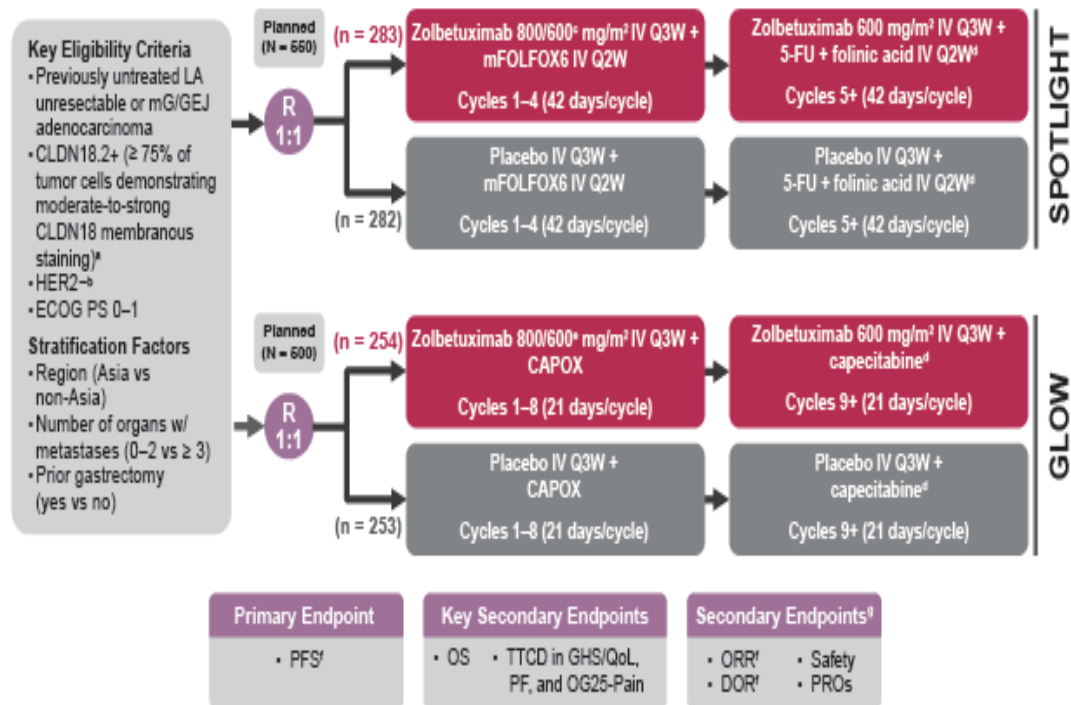 Key Eligibility Criteria
• Previously untreated LA
unresectable or mG/GEJ
adenocarcinoma
• CLDN18.2+ (≥ 75% of
tumor cells demonstrating
moderate-to-strong
CLDN18 membranous
staining)ᵃ
• HER2−ᵇ
• ECOG PS 0–1
Stratification Factors
• Region (Asia vs
non-Asia)
• Number of organs w/
metastases (0–2 vs ≥ 3)
• Prior gastrectomy
(yes vs no)
Planned
(N = 550)
R
1:1
(n = 283)
Zolbetuximab 800/600ᶜ mg/m² IV Q3W +
mFOLFOX6 IV Q2W
Cycles 1–4 (42 days/cycle)
Zolbetuximab 600 mg/m² IV Q3W +
5-FU + folinic acid IV Q2Wᵈ
Cycles 5+ (42 days/cycle)
(n = 282)
Placebo IV Q3W +
mFOLFOX6 IV Q2W
Cycles 1–4 (42 days/cycle)
Placebo IV Q3W +
5-FU + folinic acid IV Q2Wᵈ
Cycles 5+ (42 days/cycle)
SPOTLIGHT
Planned
(N = 500)
R
1:1
(n = 254)
Zolbetuximab 800/600ᵉ mg/m² IV Q3W +
CAPOX
Cycles 1–8 (21 days/cycle)
Zolbetuximab 600 mg/m² IV Q3W +
capecitabineᵈ
Cycles 9+ (21 days/cycle)
(n = 253)
Placebo IV Q3W +
CAPOX
Cycles 1–8 (21 days/cycle)
Placebo IV Q3W +
capecitabineᵈ
Cycles 9+ (21 days/cycle)
GLOW
Primary Endpoint
• PFSᶠ
Key Secondary Endpoints
• OS
• TTCD in GHS/QoL,
PF, and OG25-Pain
Secondary Endpointsᵍ
• ORRᶠ
• DORᶠ
• Safety
• PROs